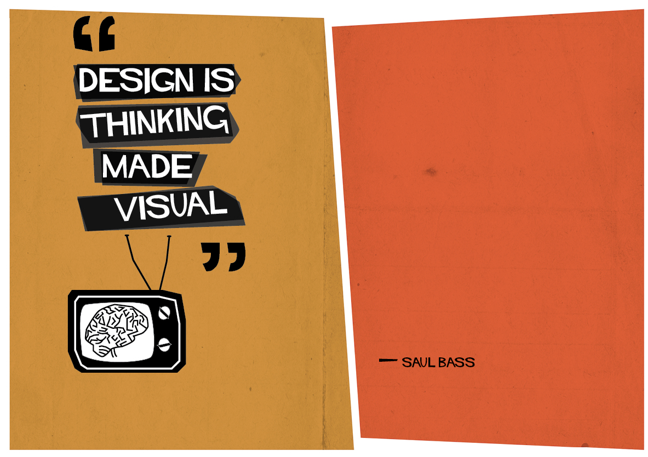 “
DESIGN IS
THINKING
MADE
VISUAL
”
— SAUL BASS